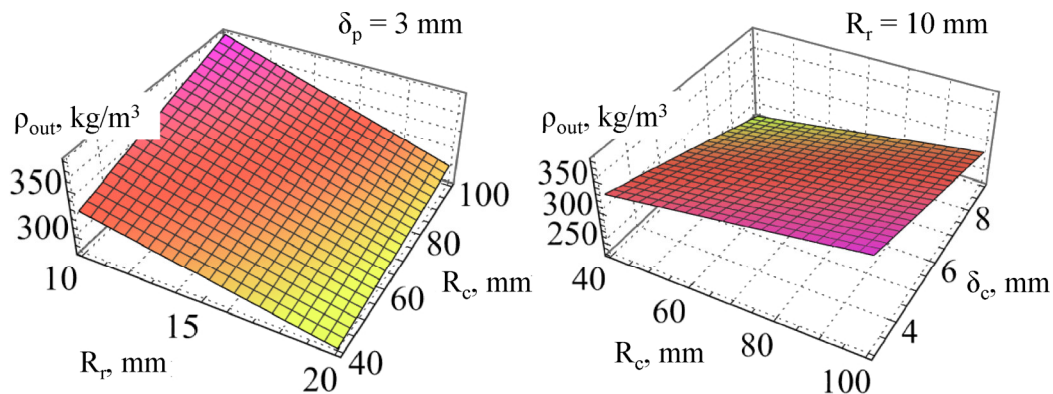 δp = 3 mm
ρout, kg/m³
350
300
10
15
20
Rr, mm
40
60
80
100
Rc, mm
Rr = 10 mm
ρout, kg/m³
350
300
250
40
60
80
100
Rc, mm
4
6
8
δc, mm